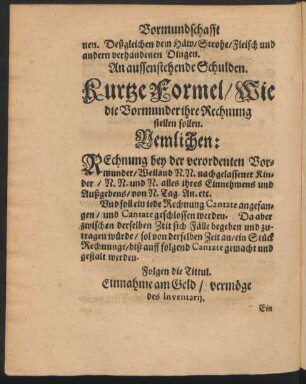 Vormundschafft
nen. Deßgleichen dem Häw/Strohe/Fleisch und
andern verhandenen Dingen.
An aussenstehende Schulden.
Kurtze Formel/Wie
die Vormunder ihre Rechnung
stellen sollen.
Nemlichen:
REchnung bey der verordenten Vor-
munder/Weiland N.N. nachgelassener Kin-
der/ N.N. und N. alles ihres Einnehmens und
Außgebens/von N. Tag. An. etc.
Und soll ein iede Rechnung Cantate angefan-
gen/ und Cantate geschlossen werden. Da aber
zwischen derselben Zeit sich Fälle begeben und zu-
tragen würde/ sol von derselben Zeit an/ein Stück
Rechnunge/biß auff folgend Cantate gemacht und
gestalt werden.
Folgen die Tittul.
Einnahme am Geld/ vermöge
des Inventarij.
Ein